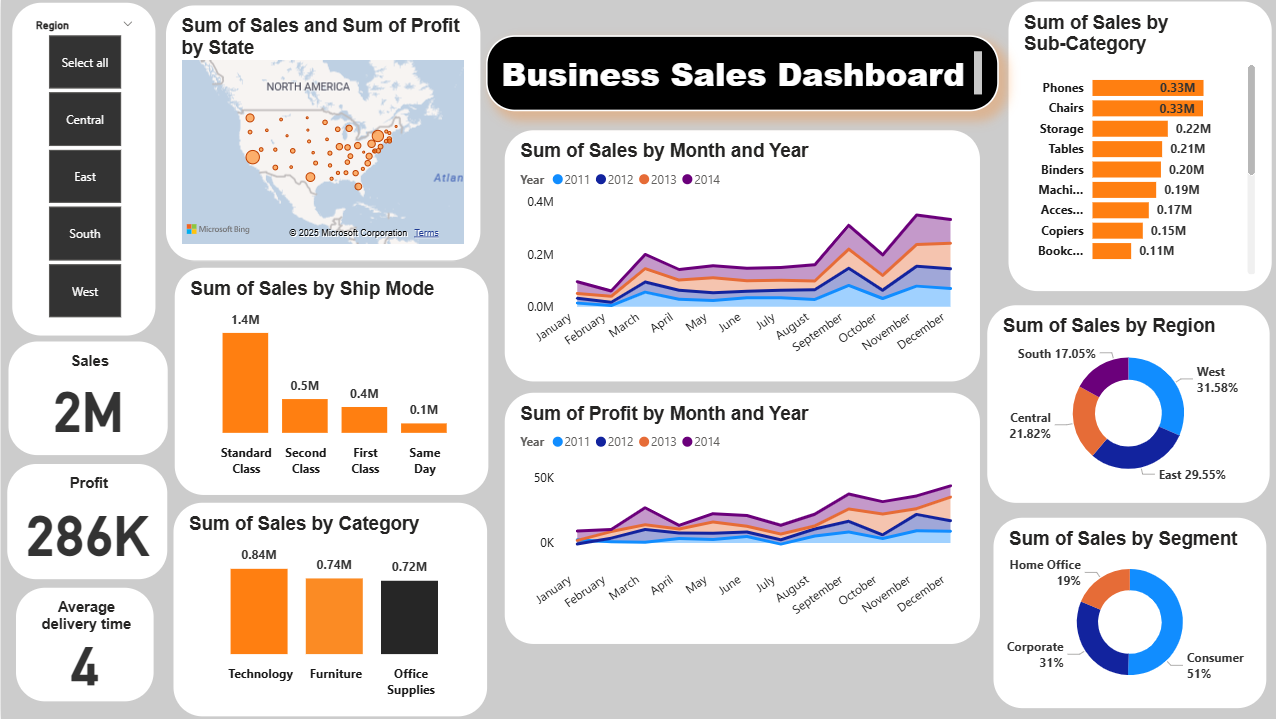 Region
Select all
Central
East
South
West
Sales
2M
Profit
286K
Average
delivery time
4
Sum of Sales and Sum of Profit
by State
NORTH AMERICA
Atlan
Microsoft Bing
© 2025 Microsoft Corporation Terms
Sum of Sales by Ship Mode
1.4M
0.5M
0.4M
0.1M
Standard
Class
Second
Class
First
Class
Same
Day
Sum of Sales by Category
0.84M
0.74M
0.72M
Technology
Furniture
Office
Supplies
Business Sales Dashboard
Sum of Sales by Month and Year
Year 2011 2012 2013 2014
0.4M
0.2M
0.0M
January
February
March
April
May
June
July
August
September
October
November
December
Sum of Profit by Month and Year
Year 2011 2012 2013 2014
50K
0K
January
February
March
April
May
June
July
August
September
October
November
December
Sum of Sales by
Sub-Category
Phones 0.33M
Chairs 0.33M
Storage 0.22M
Tables 0.21M
Binders 0.20M
Machi... 0.19M
Acces... 0.17M
Copiers 0.15M
Bookc... 0.11M
Sum of Sales by Region
South 17.05%
West
31.58%
Central
21.82%
East 29.55%
Sum of Sales by Segment
Home Office
19%
Corporate
31%
Consumer
51%